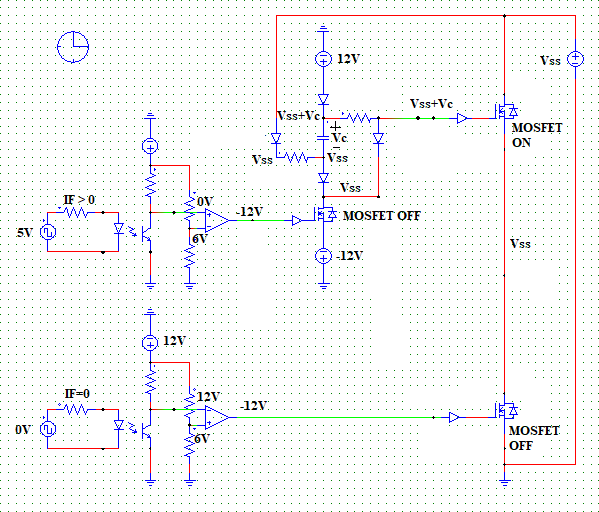 Vss
12V
Vss+Vc
Vss+Vc
Vc
MOSFET
ON
Vss
Vss
Vss
IF > 0
0V
-12V
MOSFET OFF
5V
6V
-12V
Vss
12V
IF=0
12V
-12V
0V
6V
MOSFET
OFF